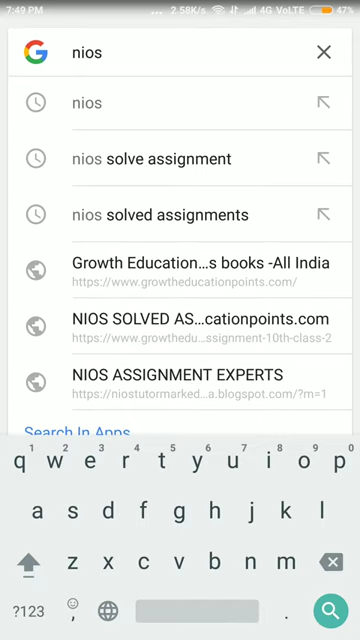 7:49 PM ... 2.58K/s 4G VoLTE 47%
G nios
nios
nios solve assignment
nios solved assignments
Growth Education...s books -All India
https://www.growtheducationpoints.com/
NIOS SOLVED AS...cationpoints.com
https://www.growthedu...ssignment-10th-class-2
NIOS ASSIGNMENT EXPERTS
https://niostutormarked...a.blogspot.com/?m=1
Search In Apps
1 2 3 4 5 6 7 8 9 0
q w e r t y u i o p
a s d f g h j k l
z x c v b n m
?123 , .